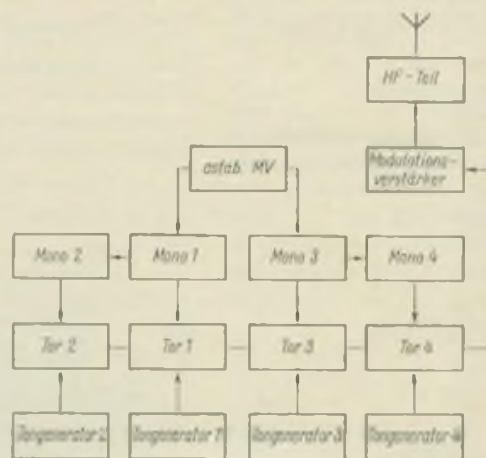 HF-Teil
astab. MV
Modulations-
verstärker
Mono 2
Mono 1
Mono 3
Mono 4
Tor 2
Tor 1
Tor 3
Tor 4
Tongenerator 2
Tongenerator 1
Tongenerator 3
Tongenerator 4